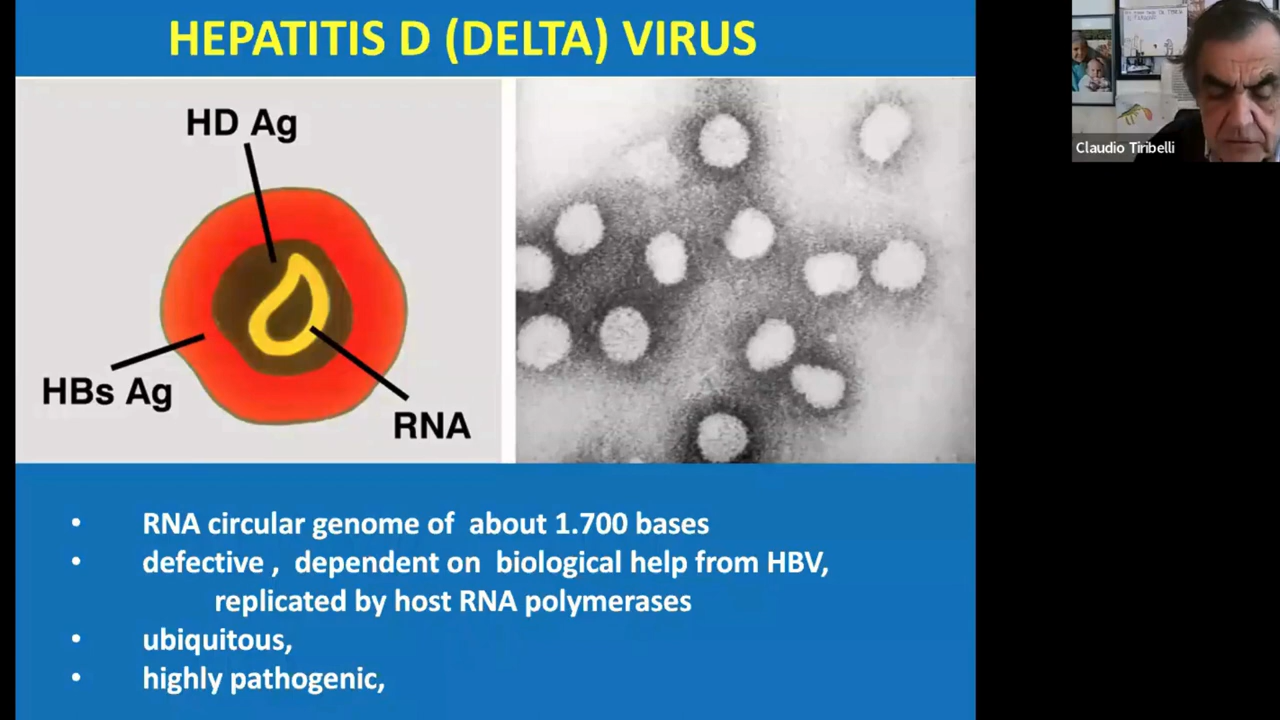 HEPATITIS D (DELTA) VIRUS
HD Ag
HBs Ag
RNA
• RNA circular genome of about 1.700 bases
• defective , dependent on biological help from HBV,
replicated by host RNA polymerases
• ubiquitous,
• highly pathogenic,
Claudio Tiribelli